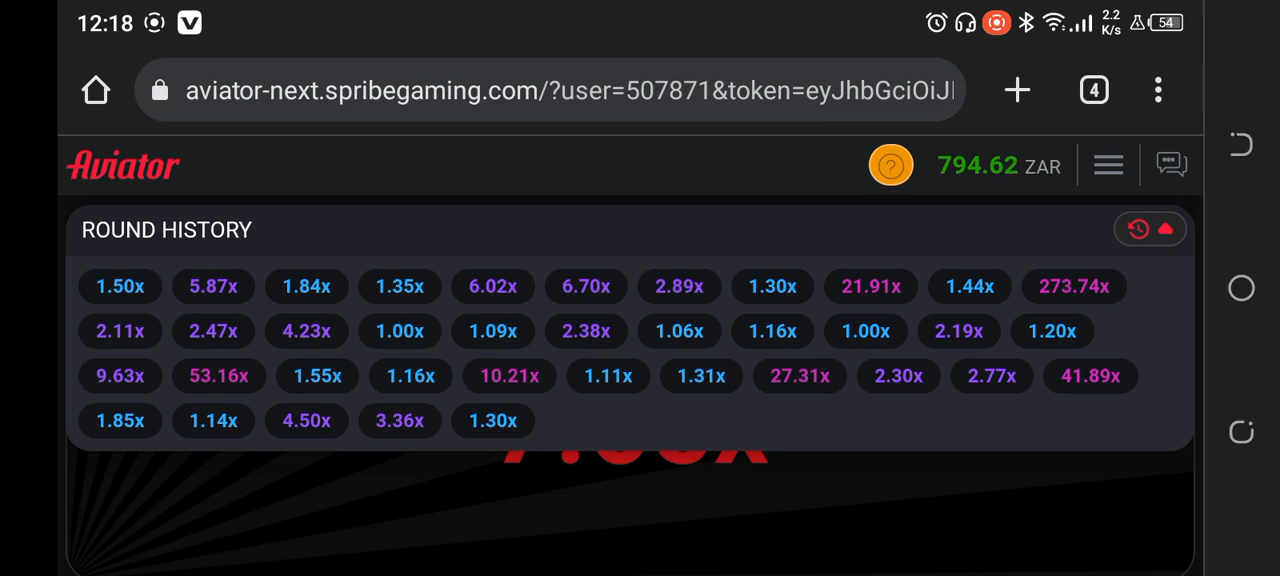 12:18 V 2.2 K/s 54
aviator-next.spribegaming.com/?user=507871&token=eyJhbGciOiJ 4
Aviator ? 794.62 ZAR
ROUND HISTORY
1.50x 5.87x 1.84x 1.35x 6.02x 6.70x 2.89x 1.30x 21.91x 1.44x 273.74x
2.11x 2.47x 4.23x 1.00x 1.09x 2.38x 1.06x 1.16x 1.00x 2.19x 1.20x
9.63x 53.16x 1.55x 1.16x 10.21x 1.11x 1.31x 27.31x 2.30x 2.77x 41.89x
1.85x 1.14x 4.50x 3.36x 1.30x